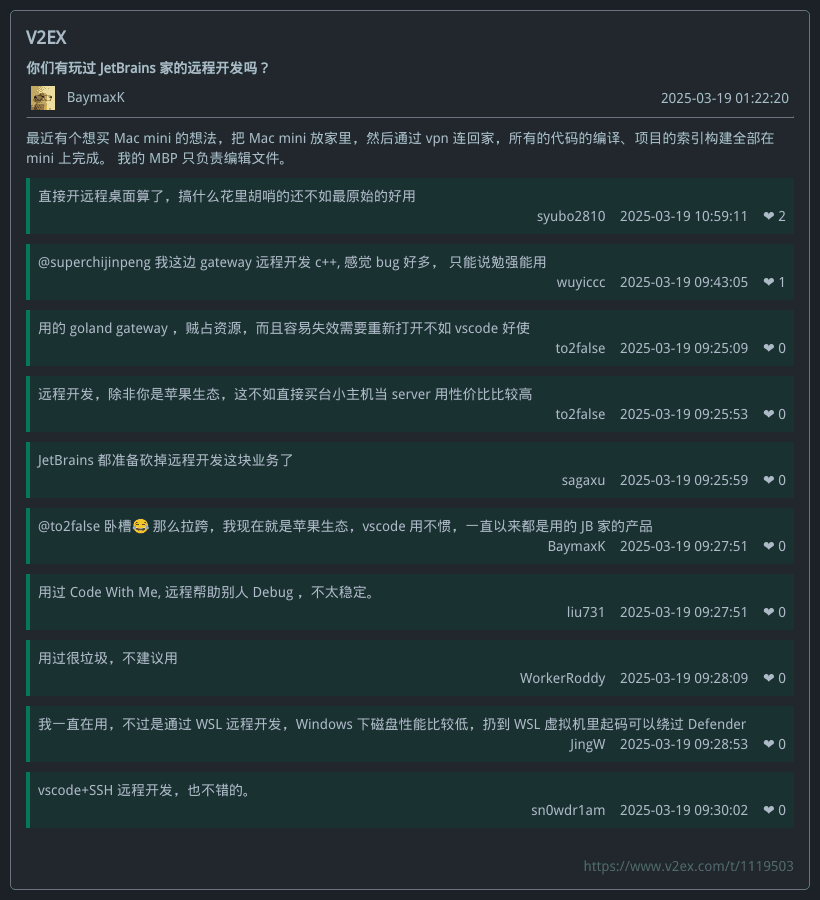 V2EX
你们有玩过 JetBrains 家的远程开发吗？
BaymaxK
2025-03-19 01:22:20
最近有个想买 Mac mini 的想法，把 Mac mini 放家里，然后通过 vpn 连回家，所有的代码的编译、项目的索引构建全部在
mini 上完成。 我的 MBP 只负责编辑文件。
直接开远程桌面算了，搞什么花里胡哨的还不如最原始的好用
syubo2810 2025-03-19 10:59:11 ❤ 2
@superchijinpeng 我这边 gateway 远程开发 c++, 感觉 bug 好多， 只能说勉强能用
wuyiccc 2025-03-19 09:43:05 ❤ 1
用的 goland gateway ，贼占资源，而且容易失效需要重新打开不如 vscode 好使
to2false 2025-03-19 09:25:09 ❤ 0
远程开发，除非你是苹果生态，这不如直接买台小主机当 server 用性价比比较高
to2false 2025-03-19 09:25:53 ❤ 0
JetBrains 都准备砍掉远程开发这块业务了
sagaxu 2025-03-19 09:25:59 ❤ 0
@to2false 卧槽😂 那么拉跨，我现在就是苹果生态，vscode 用不惯，一直以来都是用的 JB 家的产品
BaymaxK 2025-03-19 09:27:51 ❤ 0
用过 Code With Me, 远程帮助别人 Debug ，不太稳定。
liu731 2025-03-19 09:27:51 ❤ 0
用过很垃圾，不建议用
WorkerRoddy 2025-03-19 09:28:09 ❤ 0
我一直在用，不过是通过 WSL 远程开发，Windows 下磁盘性能比较低，扔到 WSL 虚拟机里起码可以绕过 Defender
JingW 2025-03-19 09:28:53 ❤ 0
vscode+SSH 远程开发，也不错的。
sn0wdr1am 2025-03-19 09:30:02 ❤ 0
https://www.v2ex.com/t/1119503